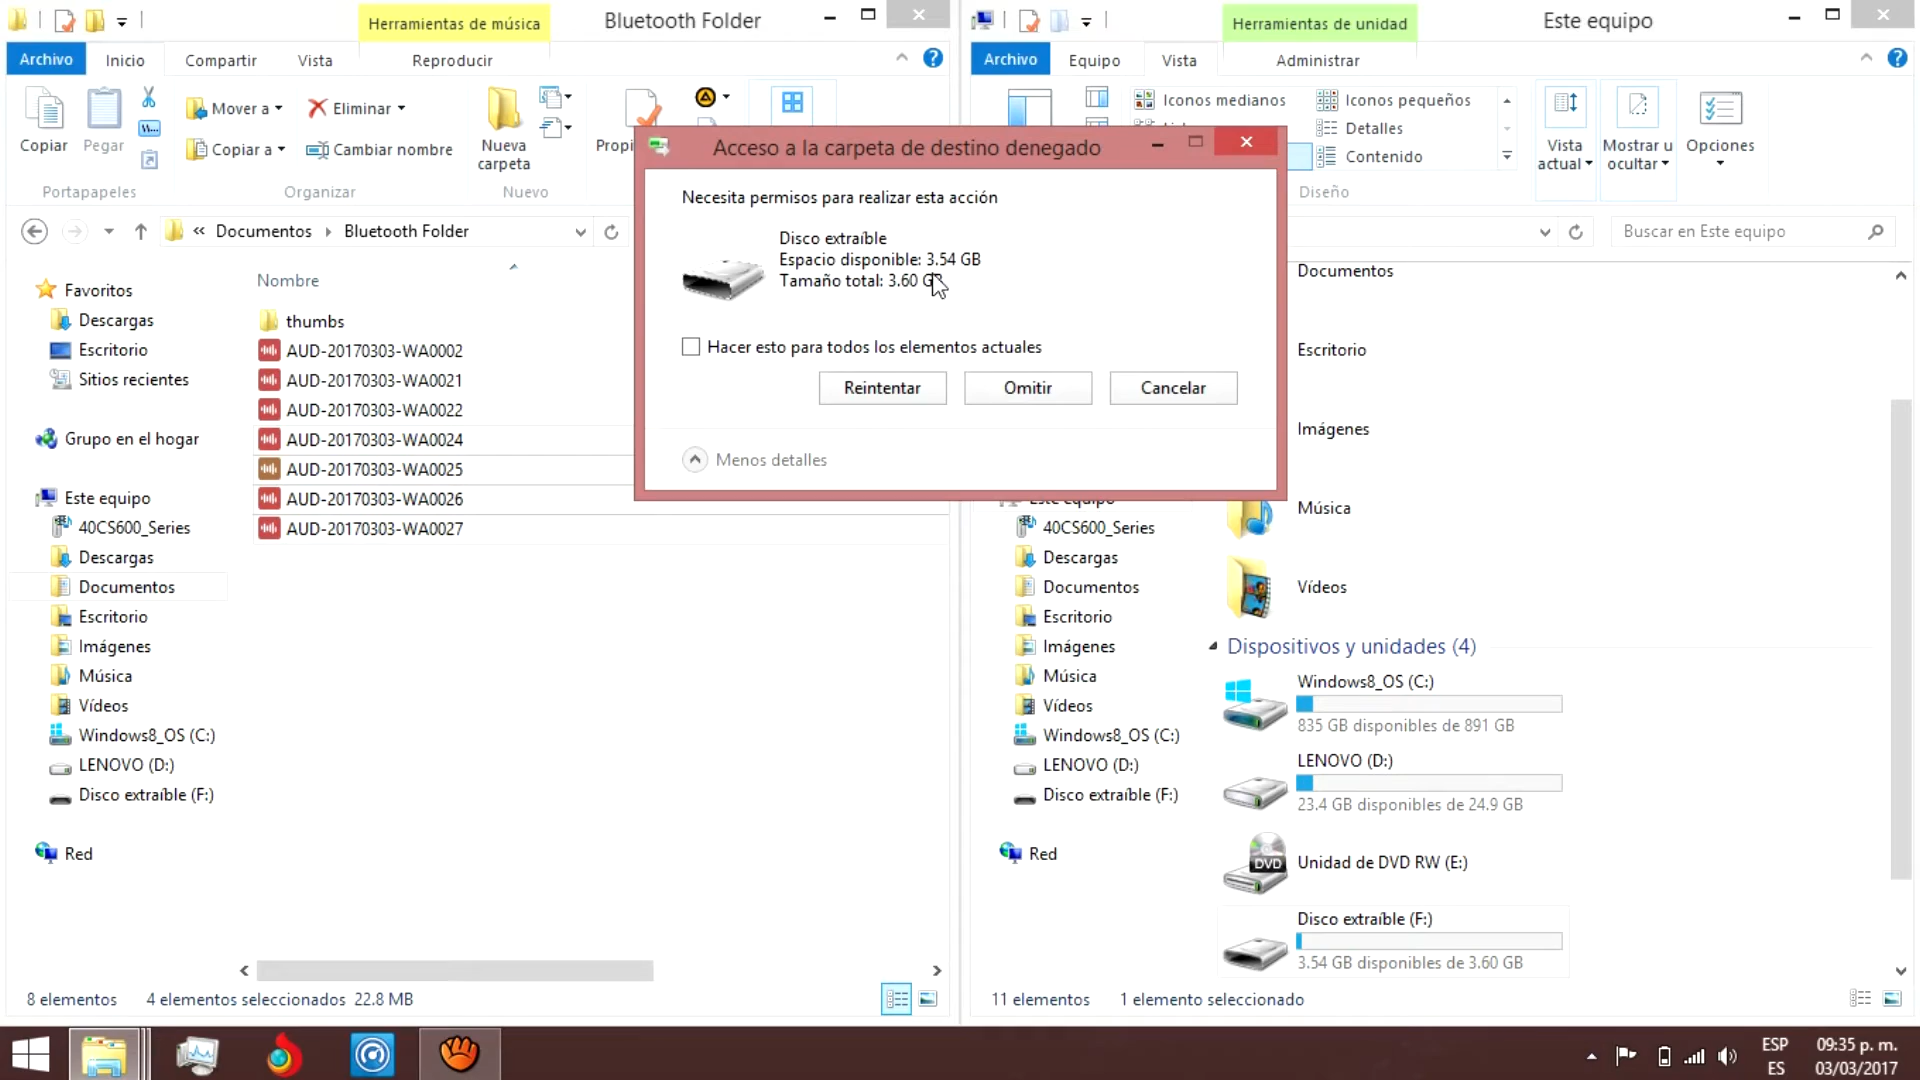 Herramientas de música
Bluetooth Folder
Archivo
Inicio
Compartir
Vista
Reproducir
Copiar
Pegar
Mover a
Copiar a
Eliminar
Cambiar nombre
Nueva
carpeta
Propi
Portapapeles
Organizar
Nuevo
« Documentos › Bluetooth Folder
Nombre
Favoritos
Descargas
Escritorio
Sitios recientes
Grupo en el hogar
Este equipo
40CS600_Series
Descargas
Documentos
Escritorio
Imágenes
Música
Vídeos
Windows8_OS (C:)
LENOVO (D:)
Disco extraíble (F:)
Red
thumbs
AUD-20170303-WA0002
AUD-20170303-WA0021
AUD-20170303-WA0022
AUD-20170303-WA0024
AUD-20170303-WA0025
AUD-20170303-WA0026
AUD-20170303-WA0027
8 elementos
4 elementos seleccionados 22.8 MB
Acceso a la carpeta de destino denegado
Necesita permisos para realizar esta acción
Disco extraíble
Espacio disponible: 3.54 GB
Tamaño total: 3.60 GB
Hacer esto para todos los elementos actuales
Reintentar
Omitir
Cancelar
Menos detalles
Herramientas de unidad
Este equipo
Archivo
Equipo
Vista
Administrar
Iconos medianos
Iconos pequeños
Detalles
Contenido
Vista
actual
Mostrar u
ocultar
Opciones
Diseño
Buscar en Este equipo
40CS600_Series
Descargas
Documentos
Escritorio
Imágenes
Música
Vídeos
Windows8_OS (C:)
LENOVO (D:)
Disco extraíble (F:)
Red
Documentos
Escritorio
Imágenes
Música
Vídeos
Dispositivos y unidades (4)
Windows8_OS (C:)
835 GB disponibles de 891 GB
LENOVO (D:)
23.4 GB disponibles de 24.9 GB
DVD
Unidad de DVD RW (E:)
Disco extraíble (F:)
3.54 GB disponibles de 3.60 GB
11 elementos
1 elemento seleccionado
ESP
ES
09:35 p. m.
03/03/2017